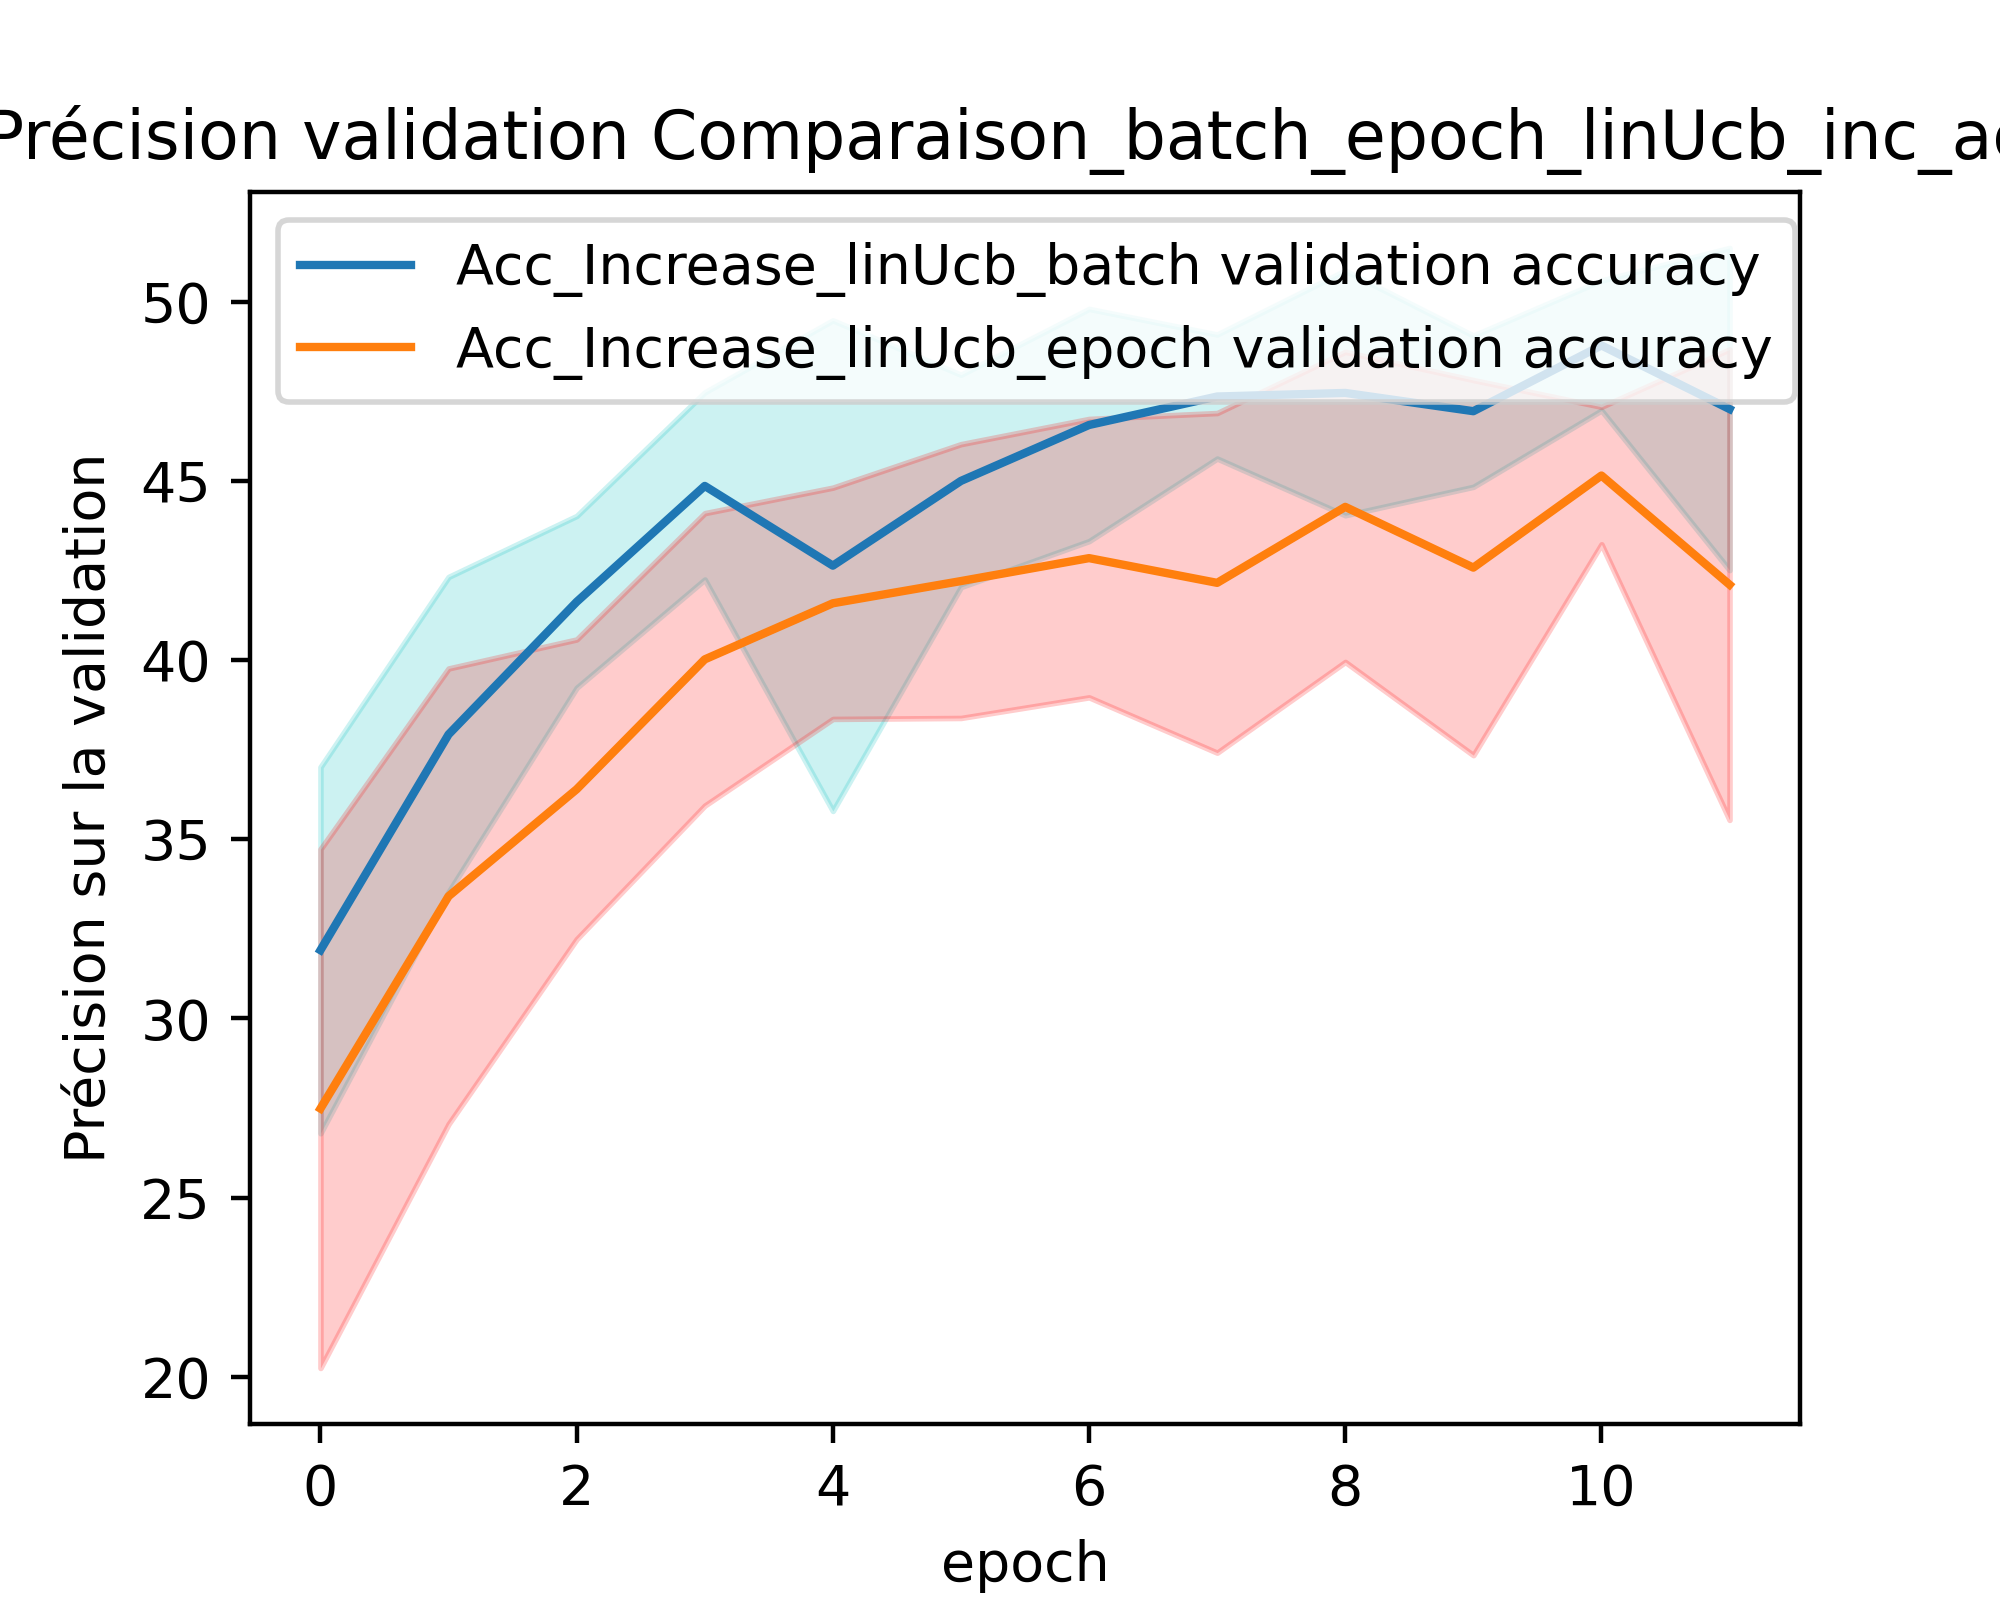 Précision validation Comparaison_batch_epoch_linUcb_inc_ac
Acc_Increase_linUcb_batch validation accuracy
Acc_Increase_linUcb_epoch validation accuracy
Précision sur la validation
50
45
40
35
30
25
20
0 2 4 6 8 10
epoch